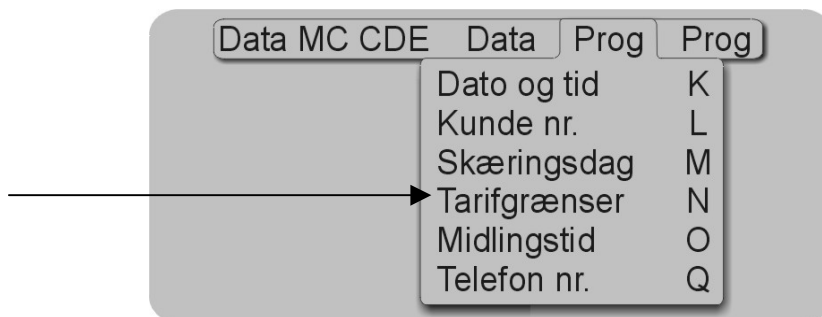 Data MC CDE Data Prog Prog
Dato og tid K
Kunde nr. L
Skæringsdag M
Tarifgrænser N
Midlingstid O
Telefon nr. Q